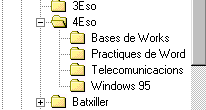 3Eso
4Eso
Bases de Works
Practiques de Word
Telecomunicacions
Windows 95
Batxiller